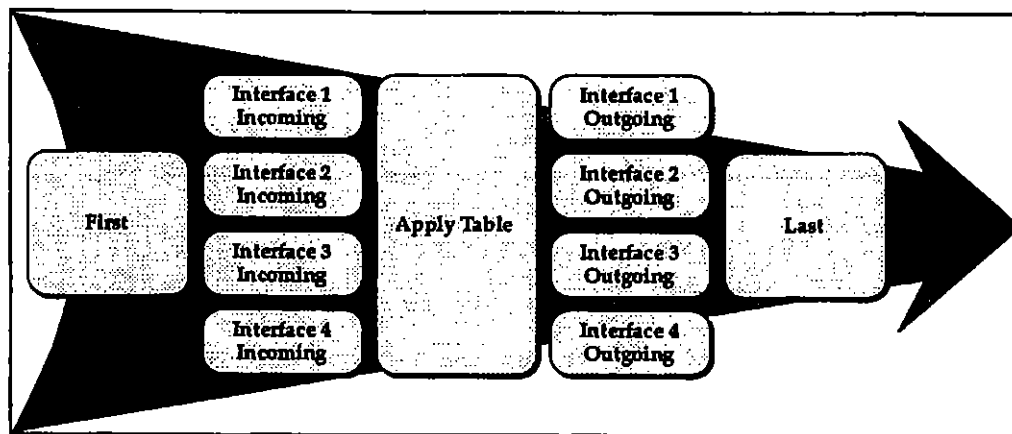 First
Interface 1
Incoming
Interface 2
Incoming
Interface 3
Incoming
Interface 4
Incoming
Apply Table
Interface 1
Outgoing
Interface 2
Outgoing
Interface 3
Outgoing
Interface 4
Outgoing
Last